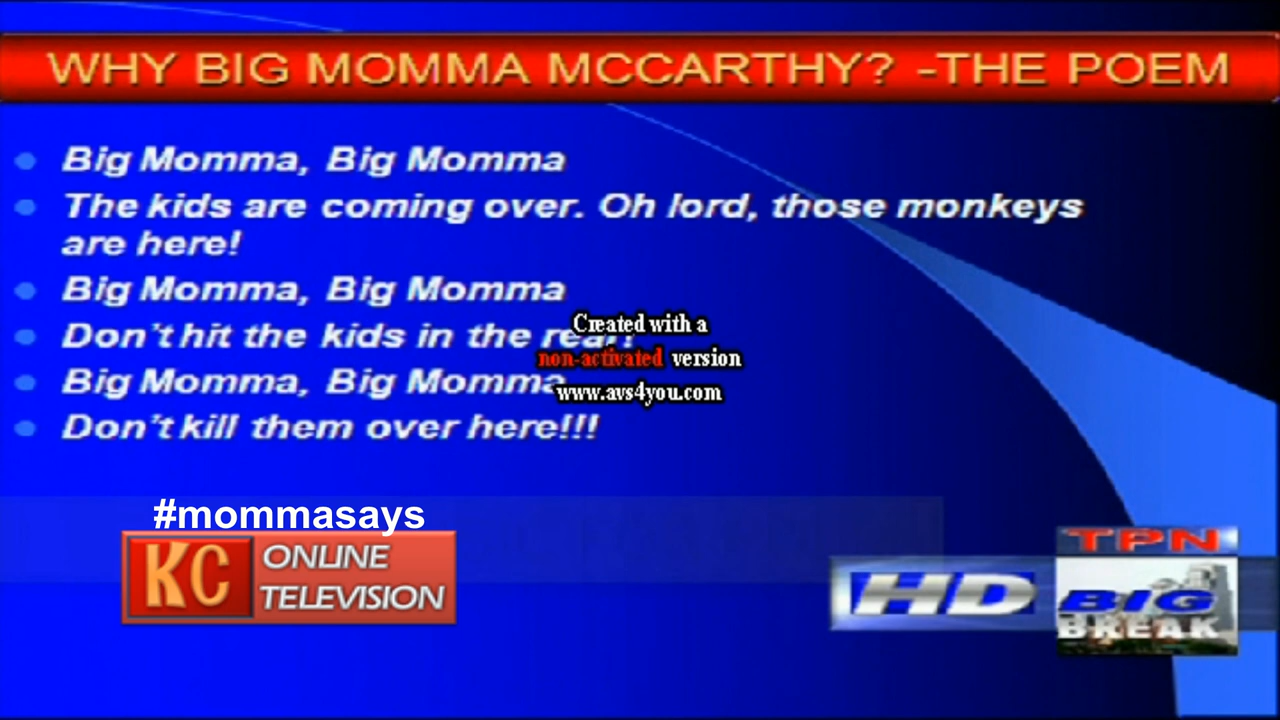 WHY BIG MOMMA MCCARTHY? -THE POEM
Big Momma, Big Momma
The kids are coming over. Oh lord, those monkeys
are here!
Big Momma, Big Momma
Don't hit the kids in the rear!
Created with a
non-activated version
Big Momma, Big Momma
www.avs4you.com
Don't kill them over here!!!
#mommasays
KC ONLINE
TELEVISION
TPN
HD
BIG
BREAK